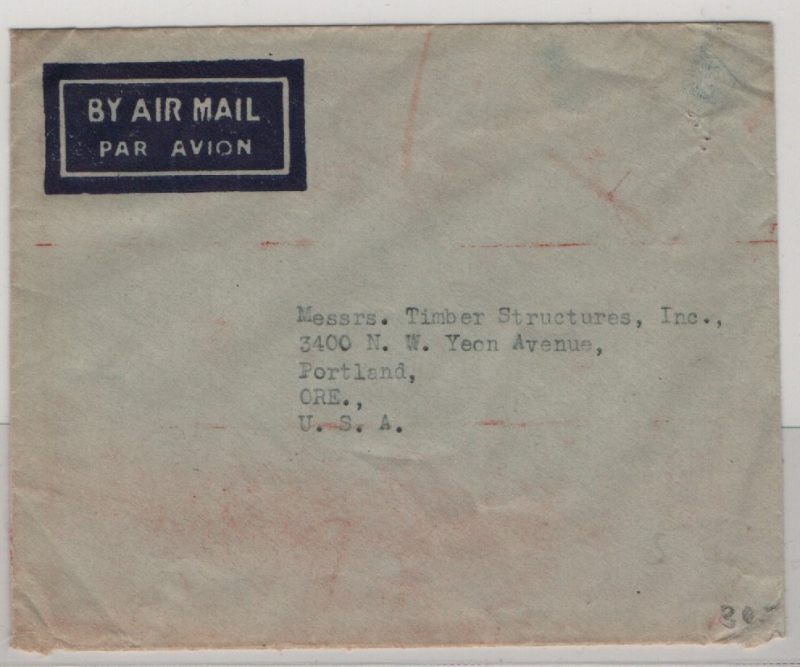 BY AIR MAIL
PAR AVION
Messrs. Timber Structures, Inc.,
3400 N. W. Yeon Avenue,
Portland,
ORE.,
U. S. A.